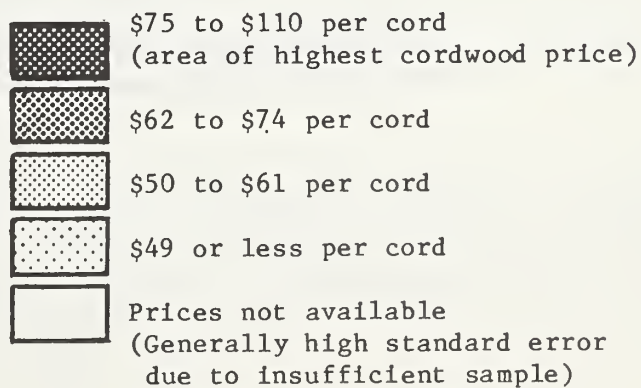 $75 to $110 per cord
(area of highest cordwood price)
$62 to $74 per cord
$50 to $61 per cord
$49 or less per cord
Prices not available
(Generally high standard error
due to insufficient sample)